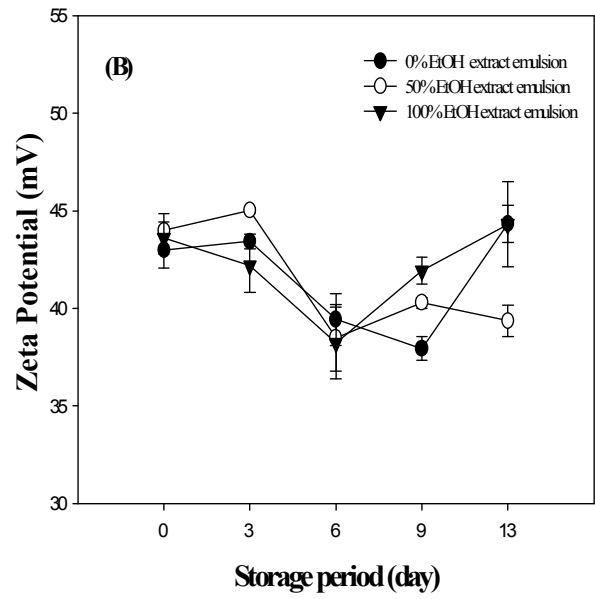 (B)
0% EtOH extract emulsion
50% EtOH extract emulsion
100% EtOH extract emulsion
Zeta Potential (mV)
55
50
45
40
35
30
0 3 6 9 13
Storage period (day)